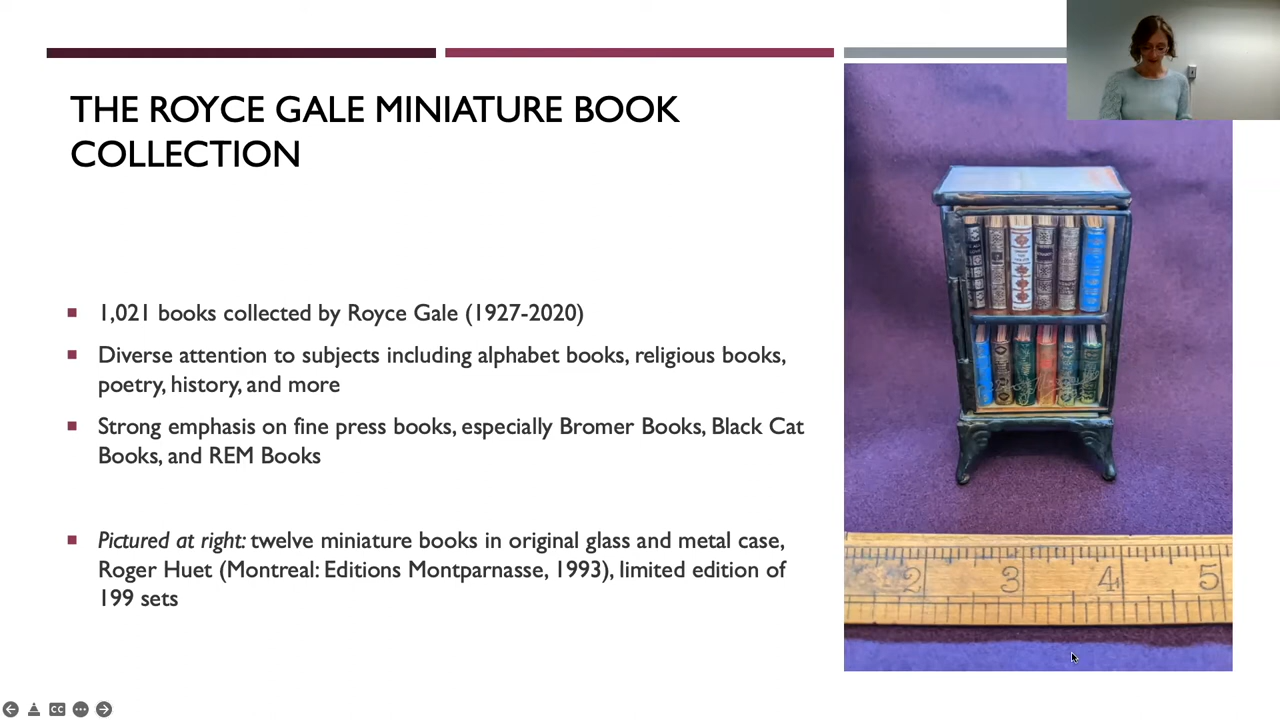 THE ROYCE GALE MINIATURE BOOK
COLLECTION
▪ 1,021 books collected by Royce Gale (1927-2020)
▪ Diverse attention to subjects including alphabet books, religious books,
poetry, history, and more
▪ Strong emphasis on fine press books, especially Bromer Books, Black Cat
Books, and REM Books
▪ Pictured at right: twelve miniature books in original glass and metal case,
Roger Huet (Montreal: Editions Montparnasse, 1993), limited edition of
199 sets
2 3 4 5
CC